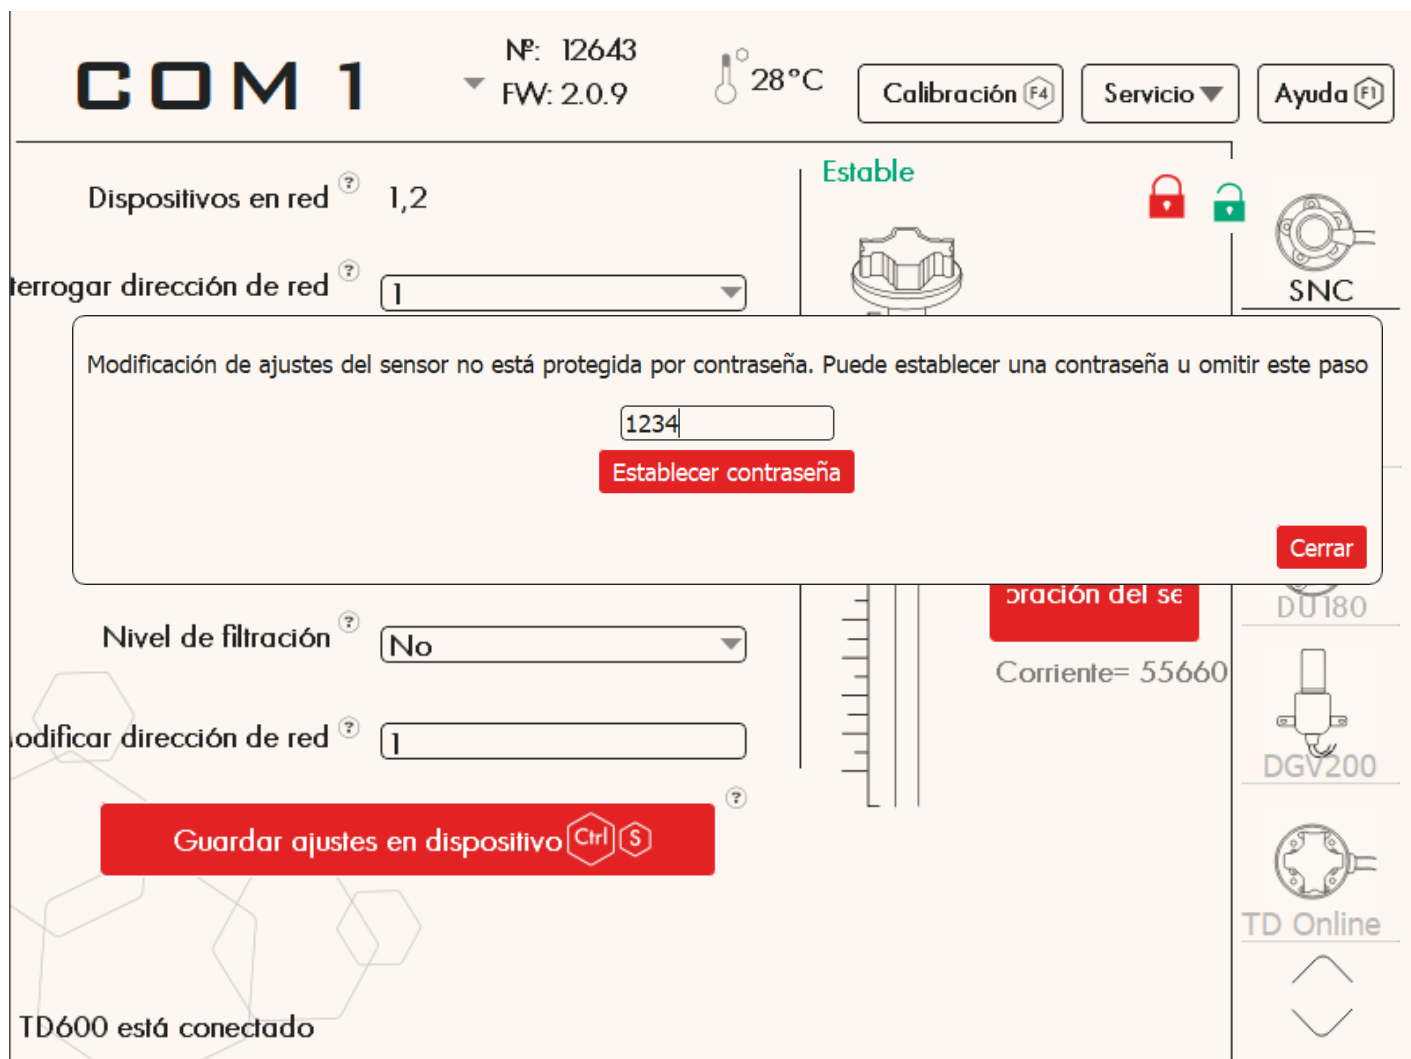 COM 1
№: 12643
FW: 2.0.9
28°C
Calibración F4
Servicio
Ayuda F1
Dispositivos en red ? 1,2
terrogar dirección de red ? 1
Estable
SNC
Modificación de ajustes del sensor no está protegida por contraseña. Puede establecer una contraseña u omitir este paso
1234
Establecer contraseña
Cerrar
oración del se
Corriente= 55660
DU180
Nivel de filtración ? No
odificar dirección de red ? 1
?
DGV200
Guardar ajustes en dispositivo Ctrl S
TD Online
TD600 está conectado